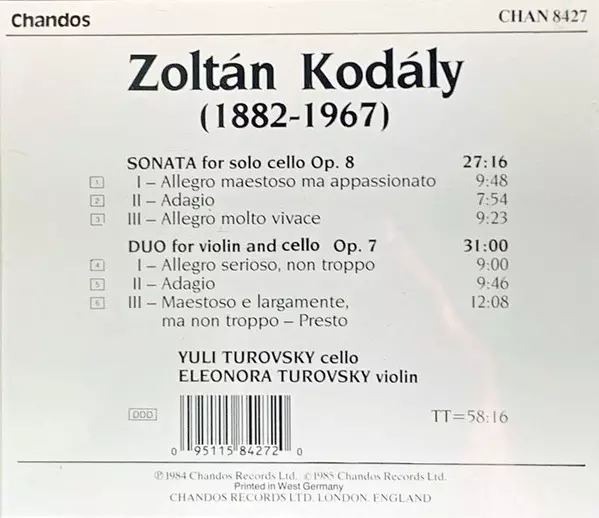 Chandos CHAN 8427
Zoltán Kodály
(1882-1967)
SONATA for solo cello Op. 8 27:16
1 I – Allegro maestoso ma appassionato 9:48
2 II – Adagio 7:54
3 III – Allegro molto vivace 9:23
DUO for violin and cello Op. 7 31:00
4 I – Allegro serioso, non troppo 9:00
5 II – Adagio 9:46
6 III – Maestoso e largamente, 12:08
ma non troppo – Presto
YULI TUROVSKY cello
ELEONORA TUROVSKY violin
DDD TT=58:16
0 95115 84272 0
℗1984 Chandos Records Ltd. ©1985 Chandos Records Ltd.
Printed in West Germany
CHANDOS RECORDS LTD. LONDON. ENGLAND